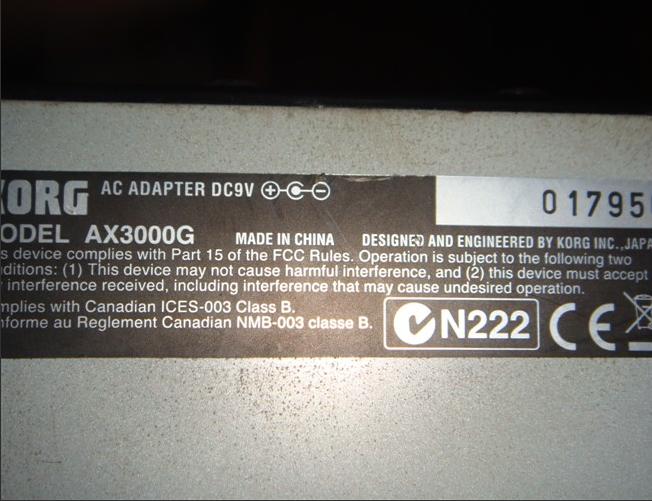 KORG AC ADAPTER DC9V
01795
ODEL AX3000G MADE IN CHINA DESIGNED AND ENGINEERED BY KORG INC., JAPA
s device complies with Part 15 of the FCC Rules. Operation is subject to the following two
ditions: (1) This device may not cause harmful interference, and (2) this device must accept
interference received, including interference that may cause undesired operation.
mplies with Canadian ICES-003 Class B.
nforme au Reglement Canadian NMB-003 classe B.
N222 CE